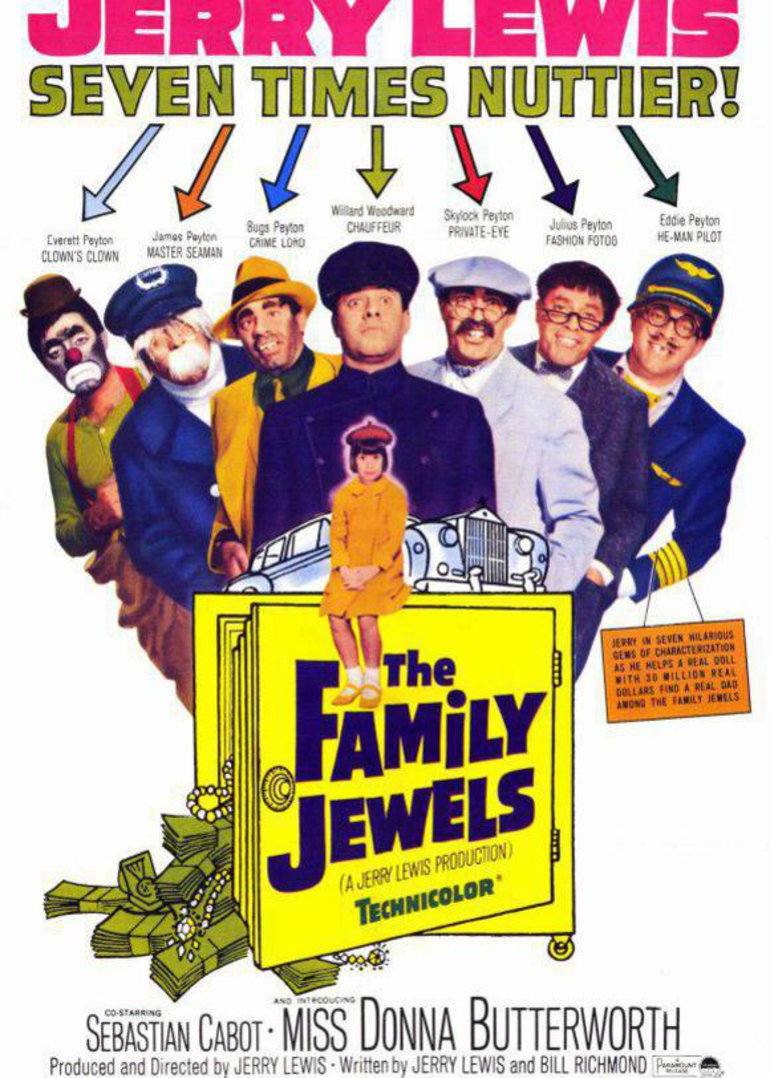 JERRY LEWIS
SEVEN TIMES NUTTIER!
Everett Peyton
CLOWN'S CLOWN
James Peyton
MASTER SEAMAN
Bugs Peyton
CRIME LORD
Willard Woodward
CHAUFFEUR
Skylock Peyton
PRIVATE-EYE
Julius Peyton
FASHION FOTOG
Eddie Peyton
HE-MAN PILOT
JERRY IN SEVEN HILARIOUS
GEMS OF CHARACTERIZATION
AS HE HELPS A REAL DOLL
WITH 30 MILLION REAL
DOLLARS FIND A REAL DAD
AMONG THE FAMILY JEWELS
The
FAMiLY
JEWELS
(A JERRY LEWIS PRODUCTION)
TECHNICOLOR®
CO-STARRING
SEBASTIAN CABOT ·
AND INTRODUCING
MISS DONNA BUTTERWORTH
Produced and Directed by JERRY LEWIS · Written by JERRY LEWIS and BILL RICHMOND
A
PARAMOUNT
RELEASE